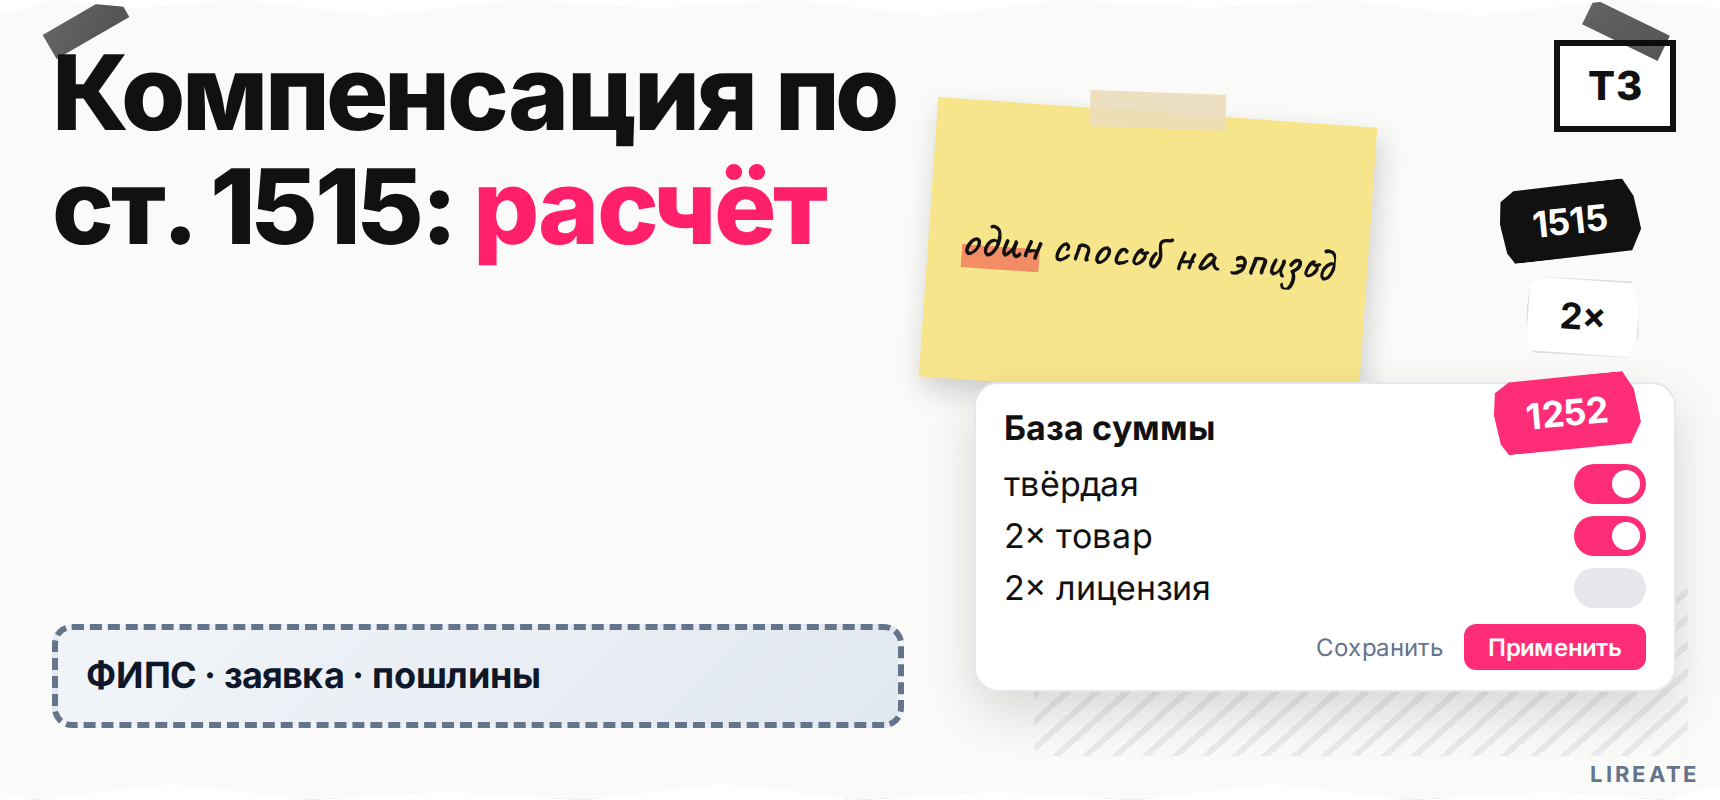 Компенсация по
ст. 1515: расчёт
ТЗ
один способ на эпизод
1515
2×
1252
База суммы
твёрдая
2× товар
2× лицензия
Сохранить
Применить
ФИПС · заявка · пошлины
LIREATE